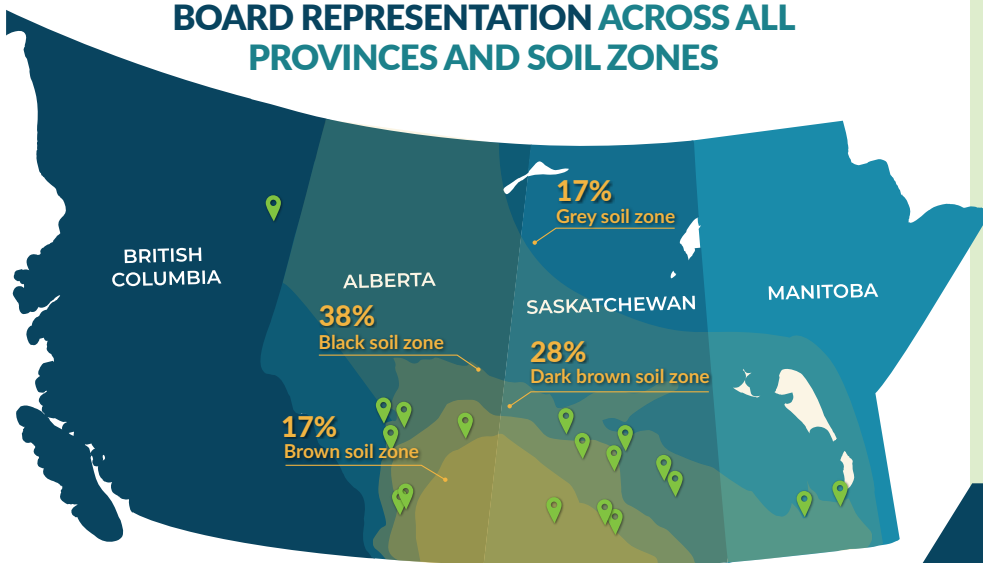 BOARD REPRESENTATION ACROSS ALL
PROVINCES AND SOIL ZONES
17%
Grey soil zone
BRITISH
COLUMBIA
ALBERTA
SASKATCHEWAN
MANITOBA
38%
Black soil zone
28%
Dark brown soil zone
17%
Brown soil zone